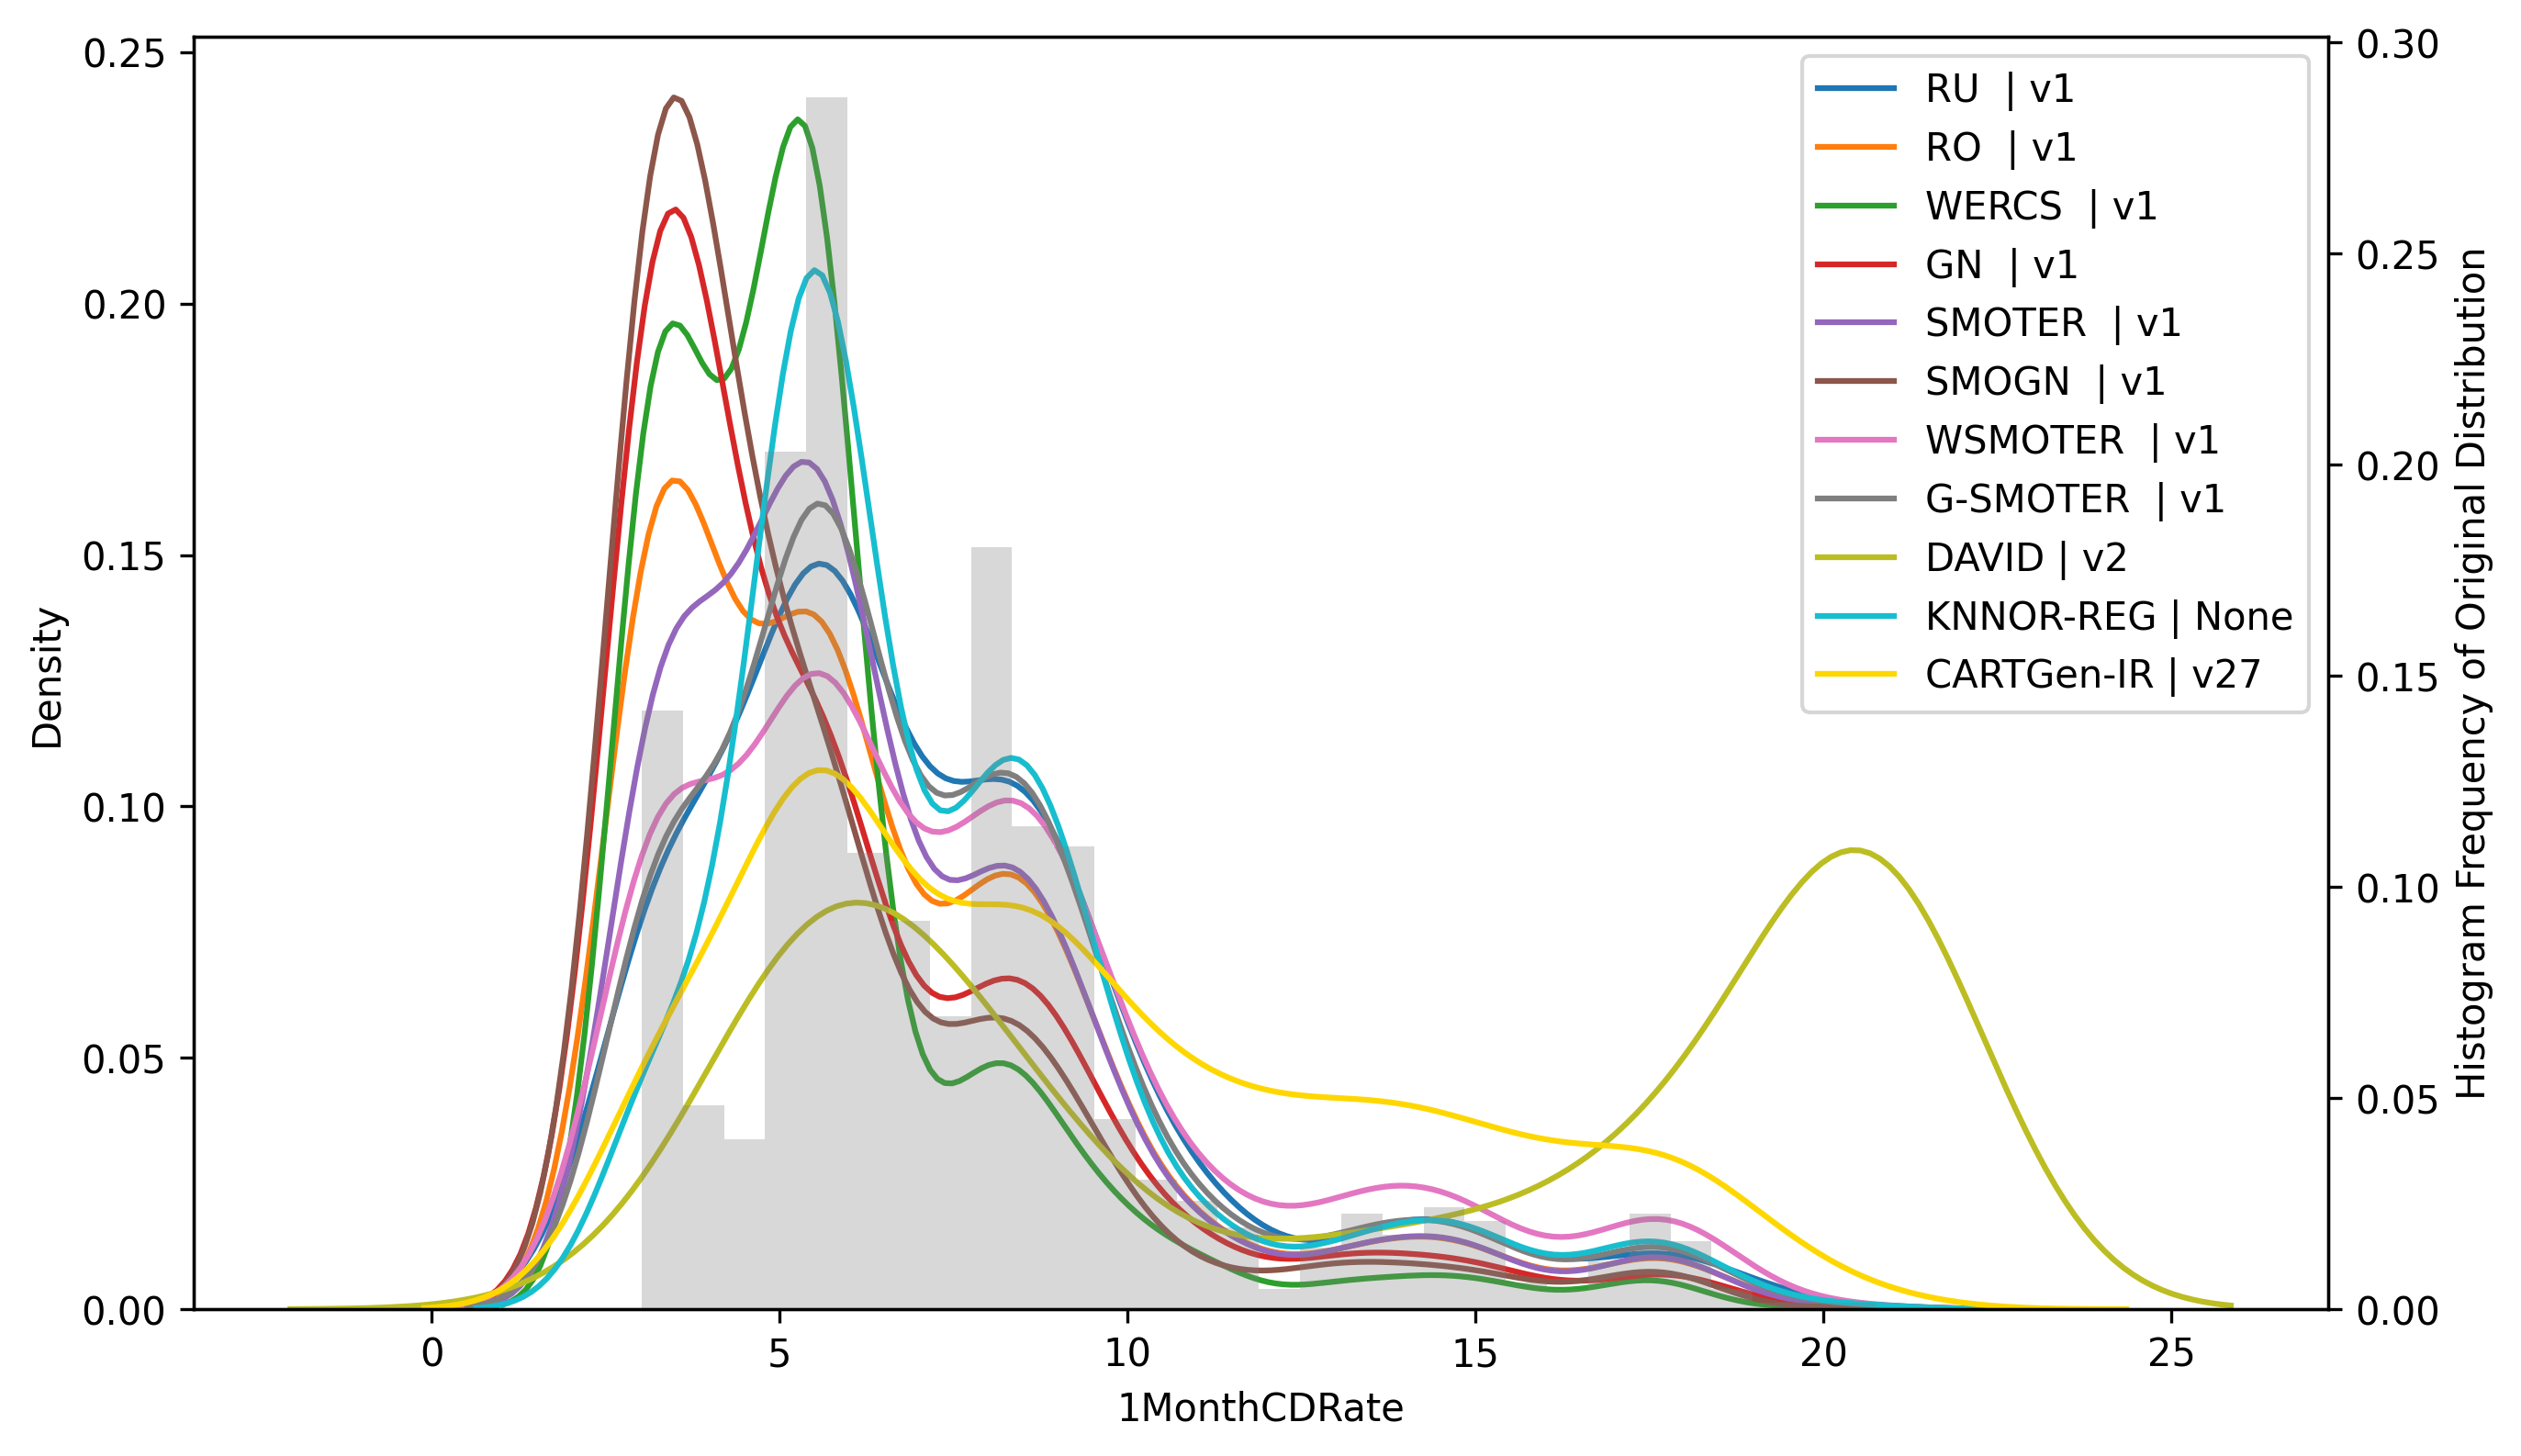 0.25
0.20
0.15
0.10
0.05
0.00
Density
0.30
0.25
0.20
0.15
0.10
0.05
0.00
Histogram Frequency of Original Distribution
RU | v1
RO | v1
WERCS | v1
GN | v1
SMOTER | v1
SMOGN | v1
WSMOTER | v1
G-SMOTER | v1
DAVID | v2
KNNOR-REG | None
CARTGen-IR | v27
0 5 10 15 20 25
1MonthCDRate